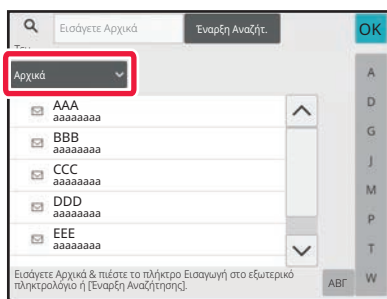 Εισάγετε Αρχικά
Έναρξη Αναζήτ.
OK
Αρχικά
A
D
G
J
M
P
T
W
AAA
aaaaaaaa
BBB
aaaaaaaa
CCC
aaaaaaaa
DDD
aaaaaaaa
EEE
aaaaaaaa
Εισάγετε Αρχικά & πιέστε το πλήκτρο Εισαγωγή στο εξωτερικό
πληκτρολόγιο ή [Έναρξη Αναζήτησης].
ΑΒΓ